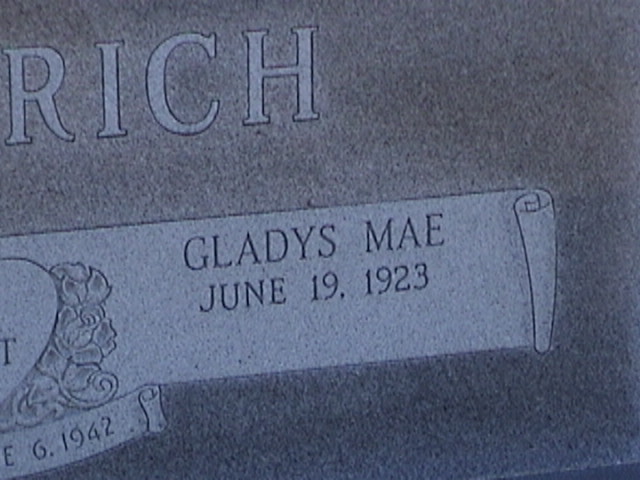 RICH
GLADYS MAE
JUNE 19, 1923
T
E 6, 1942